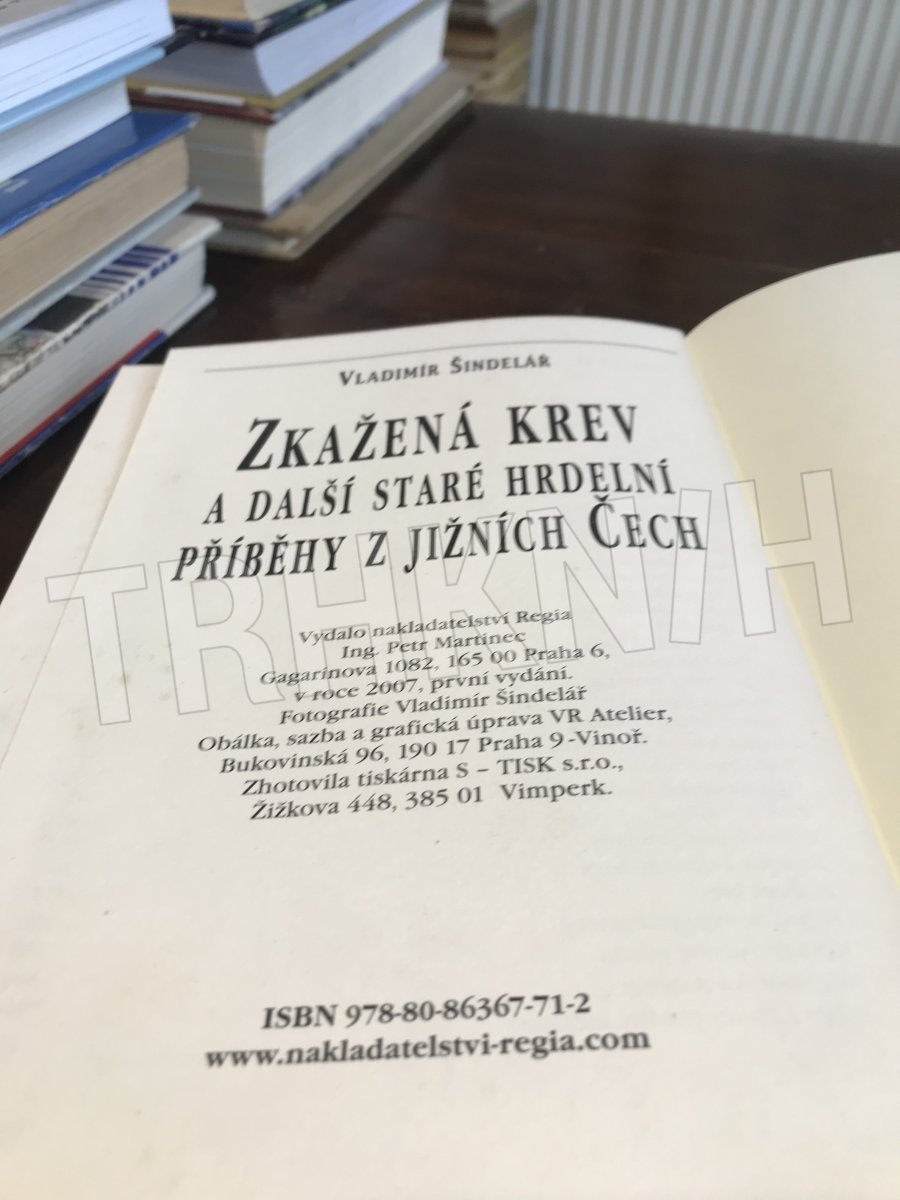 VLADIMÍR ŠINDELÁŘ
ZKAŽENÁ KREV
A DALŠÍ STARÉ HRDELNÍ
PŘÍBĚHY Z JIŽNÍCH ČECH
TRHKNIH
Vydalo nakladatelství Regia
Ing. Petr Martinec
Gagarinova 1082, 165 00 Praha 6,
v roce 2007, první vydání.
Fotografie Vladimír Šindelář
Obálka, sazba a grafická úprava VR Atelier,
Bukovinská 96, 190 17 Praha 9-Vinoř.
Zhotovila tiskárna S – TISK s.r.o.,
Žižkova 448, 385 01 Vimperk.
ISBN 978-80-86367-71-2
www.nakladatelstvi-regia.com